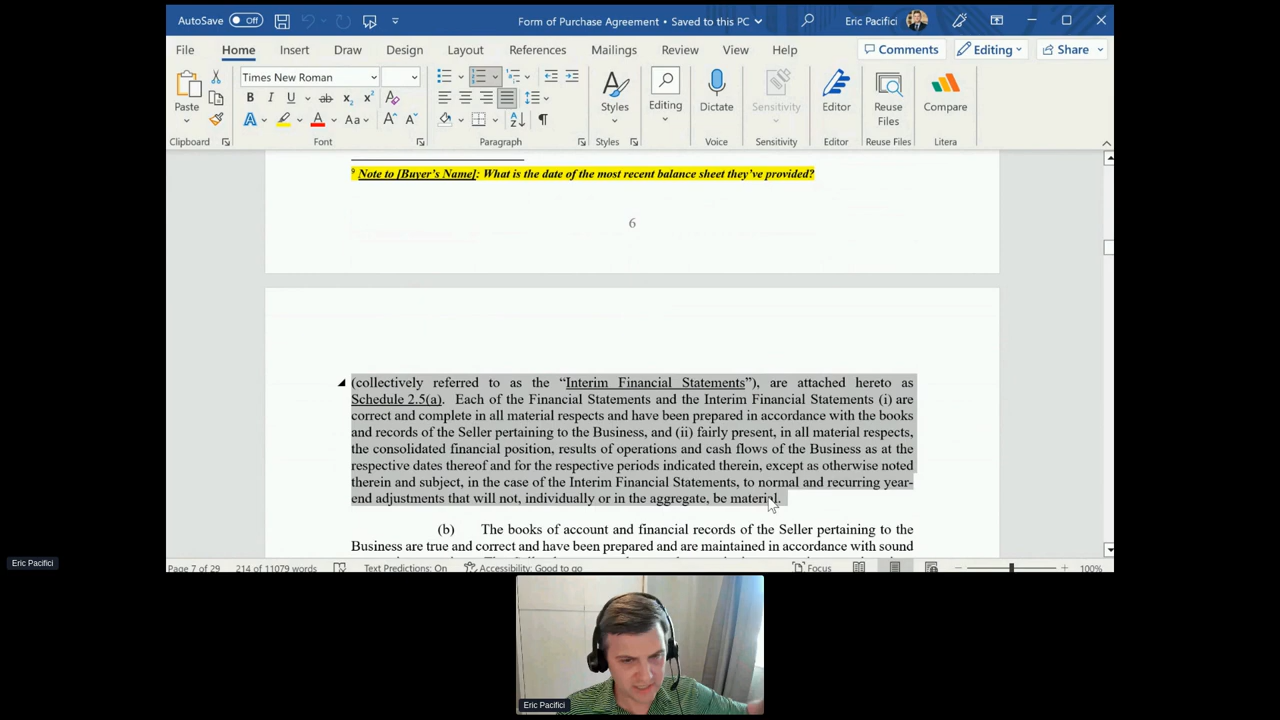 AutoSave Off Form of Purchase Agreement • Saved to this PC Eric Pacifici
File Home Insert Draw Design Layout References Mailings Review View Help Comments Editing Share
Times New Roman
Paste Styles Editing Dictate Sensitivity Editor Reuse Files Compare
Clipboard Font Paragraph Styles Voice Sensitivity Editor Reuse Files Litera
9 Note to [Buyer's Name]: What is the date of the most recent balance sheet they've provided?
6
(collectively referred to as the “Interim Financial Statements”), are attached hereto as
Schedule 2.5(a). Each of the Financial Statements and the Interim Financial Statements (i) are
correct and complete in all material respects and have been prepared in accordance with the books
and records of the Seller pertaining to the Business, and (ii) fairly present, in all material respects,
the consolidated financial position, results of operations and cash flows of the Business as at the
respective dates thereof and for the respective periods indicated therein, except as otherwise noted
therein and subject, in the case of the Interim Financial Statements, to normal and recurring year-
end adjustments that will not, individually or in the aggregate, be material.
(b) The books of account and financial records of the Seller pertaining to the
Business are true and correct and have been prepared and are maintained in accordance with sound
Page 7 of 29 214 of 11079 words Text Predictions: On Accessibility: Good to go Focus 100%
Eric Pacifici
Eric Pacifici